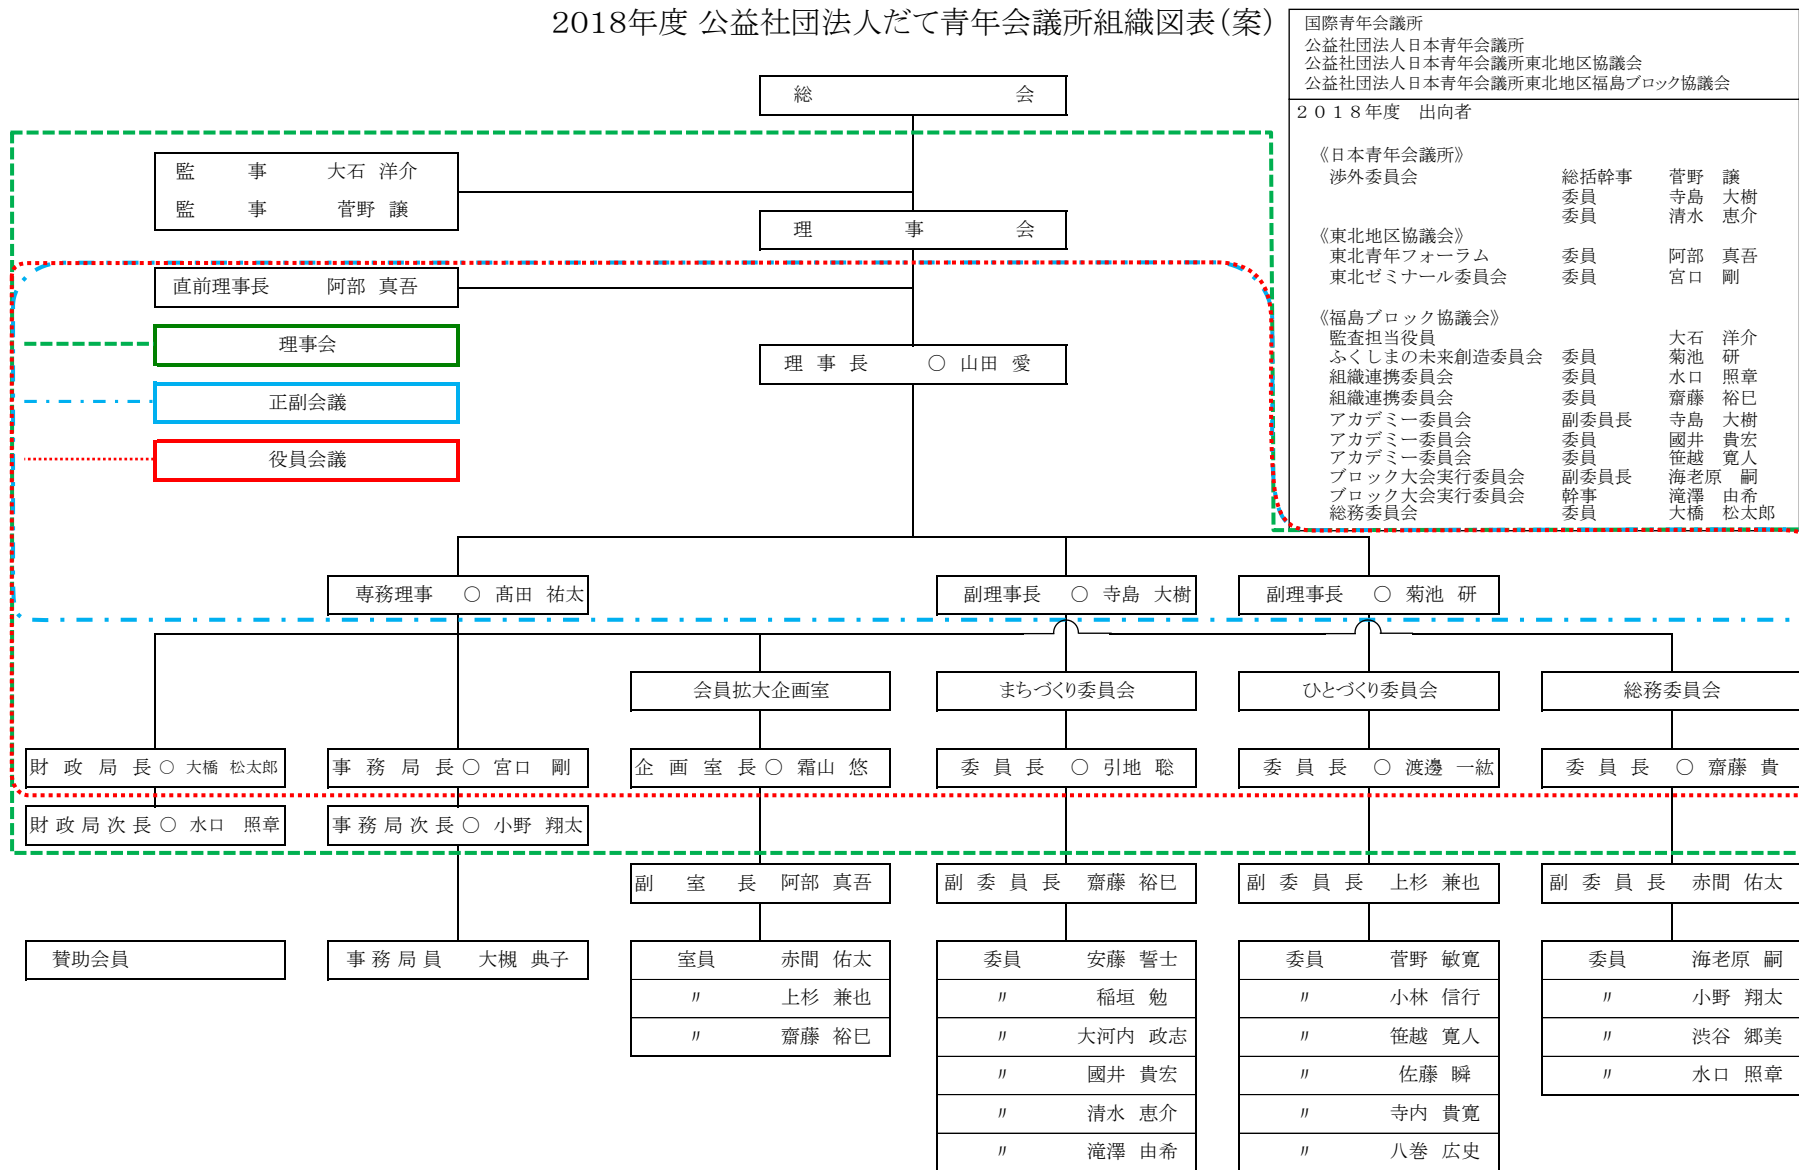 2018年度 公益社団法人だて青年会議所組織図表（案）
国際青年会議所
公益社団法人日本青年会議所
公益社団法人日本青年会議所東北地区協議会
公益社団法人日本青年会議所東北地区福島ブロック協議会
２０１８年度 出向者
《日本青年会議所》
渉外委員会 総括幹事 菅野 譲
委員 寺島 大樹
委員 清水 恵介
《東北地区協議会》
東北青年フォーラム 委員 阿部 真吾
東北ゼミナール委員会 委員 宮口 剛
《福島ブロック協議会》
監査担当役員 大石 洋介
ふくしまの未来創造委員会 委員 菊池 研
組織連携委員会 委員 水口 照章
組織連携委員会 委員 齋藤 裕巳
アカデミー委員会 副委員長 寺島 大樹
アカデミー委員会 委員 國井 貴宏
アカデミー委員会 委員 笹越 寛人
ブロック大会実行委員会 副委員長 海老原 嗣
ブロック大会実行委員会 幹事 滝澤 由希
総務委員会 委員 大橋 松太郎
総 会
監 事 大石 洋介
監 事 菅野 譲
理 事 会
直前理事長 阿部 真吾
理事会
理 事 長 ○ 山田 愛
正副会議
役員会議
専務理事 ○ 髙田 祐太
副理事長 ○ 寺島 大樹
副理事長 ○ 菊池 研
会員拡大企画室
まちづくり委員会
ひとづくり委員会
総務委員会
財 政 局 長 ○ 大橋 松太郎
事 務 局 長 ○ 宮口 剛
企 画 室 長 ○ 霜山 悠
委 員 長 ○ 引地 聡
委 員 長 ○ 渡邊 一紘
委 員 長 ○ 齋藤 貴
財 政 局 次 長 ○ 水口 照章
事 務 局 次 長 ○ 小野 翔太
副 室 長 阿部 真吾
副 委 員 長 齋藤 裕巳
副 委 員 長 上杉 兼也
副 委 員 長 赤間 佑太
賛助会員
事 務 局 員 大槻 典子
室員 赤間 佑太
〃 上杉 兼也
〃 齋藤 裕巳
委員 安藤 誓士
〃 稲垣 勉
〃 大河内 政志
〃 國井 貴宏
〃 清水 恵介
〃 滝澤 由希
委員 菅野 敏寛
〃 小林 信行
〃 笹越 寛人
〃 佐藤 瞬
〃 寺内 貴寛
〃 八巻 広史
委員 海老原 嗣
〃 小野 翔太
〃 渋谷 郷美
〃 水口 照章